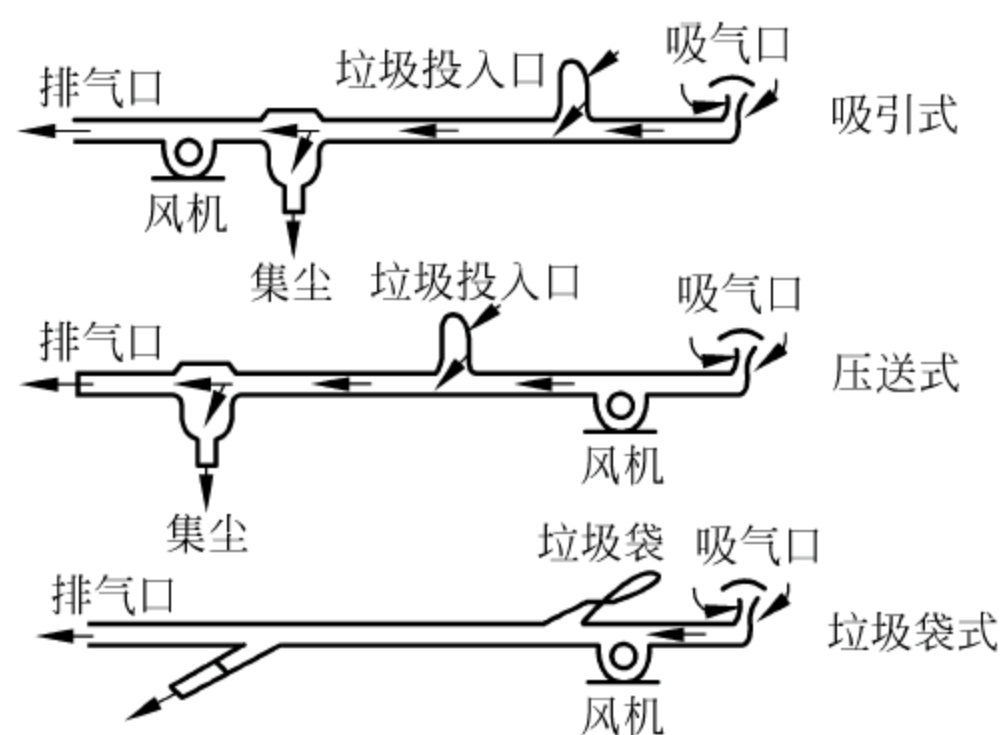 吸气口
垃圾投入口
排气口
吸引式
风机
集尘
垃圾投入口
吸气口
排气口
压送式
风机
集尘
垃圾袋
吸气口
排气口
垃圾袋式
风机